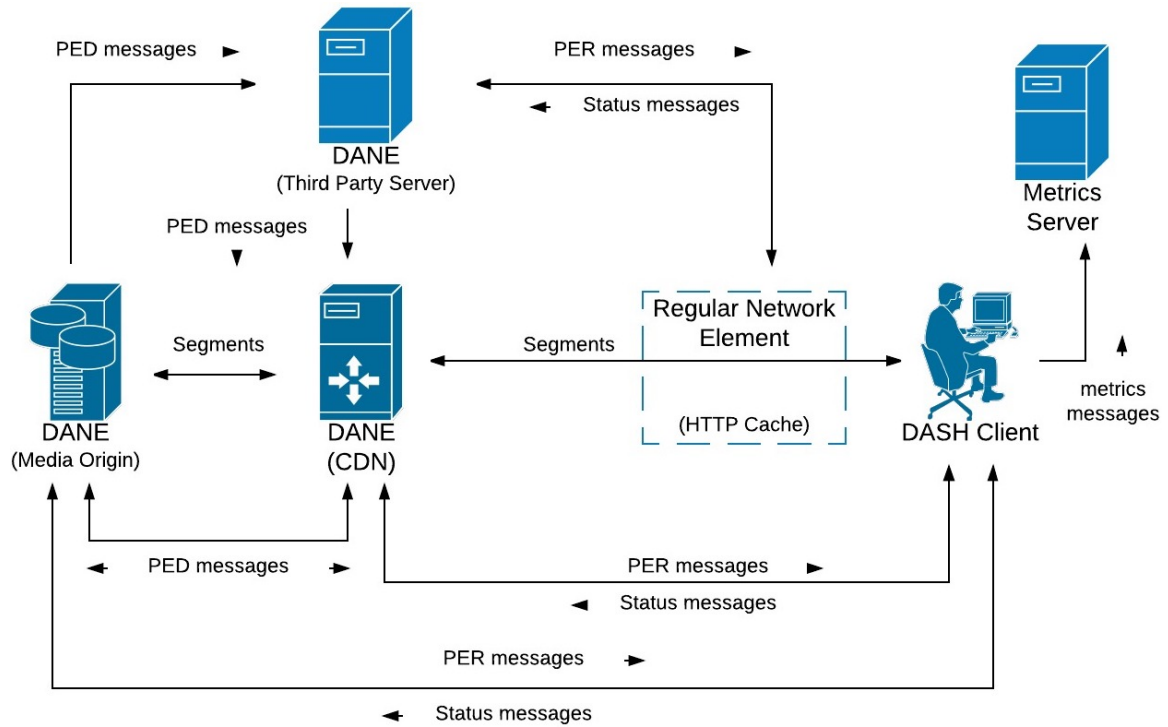 PED messages
PER messages
Status messages
DANE
(Third Party Server)
Metrics
Server
PED messages
Regular Network
Element
Segments
Segments
(HTTP Cache)
metrics
messages
DANE
(Media Origin)
DANE
(CDN)
DASH Client
PED messages
PER messages
Status messages
PER messages
Status messages